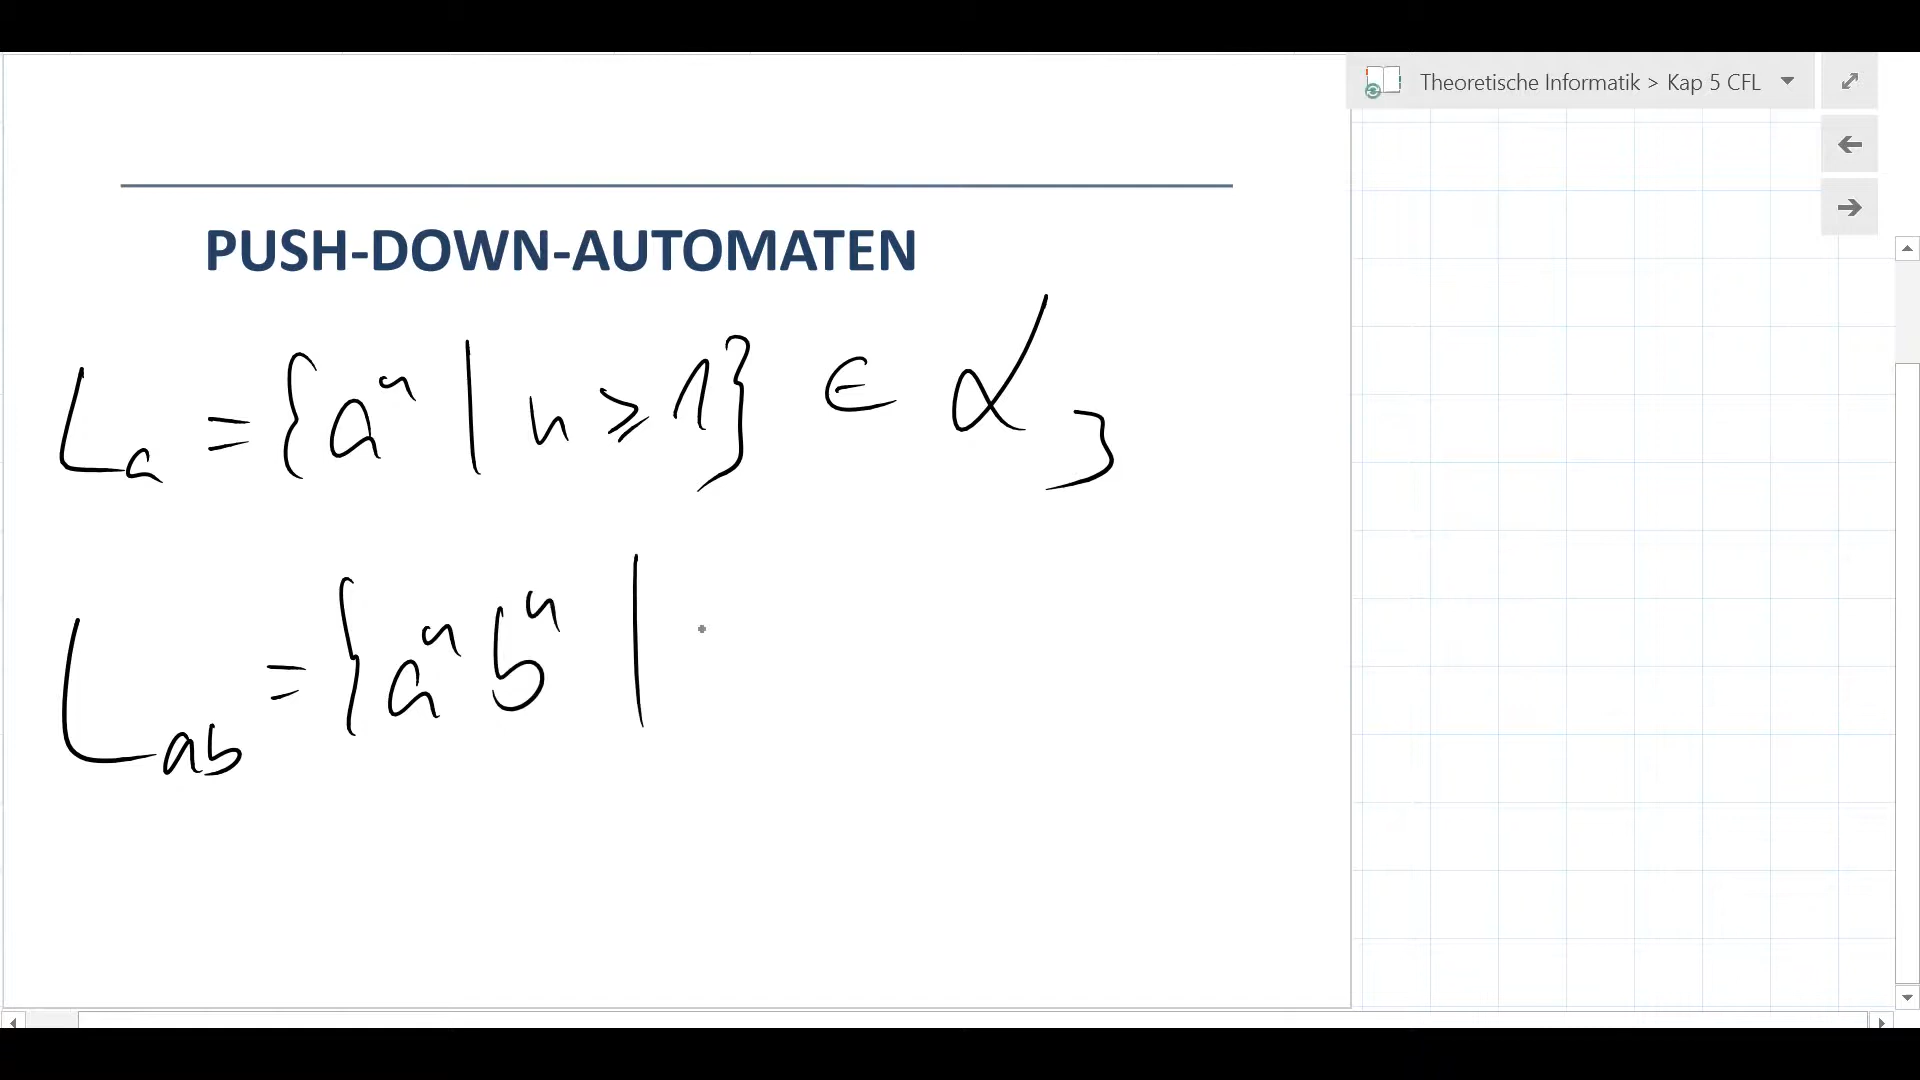 Theoretische Informatik > Kap 5 CFL
PUSH-DOWN-AUTOMATEN
L_a = {a^n | n ≥ 1} ∈ ℒ_3
L_ab = {a^n b^n |